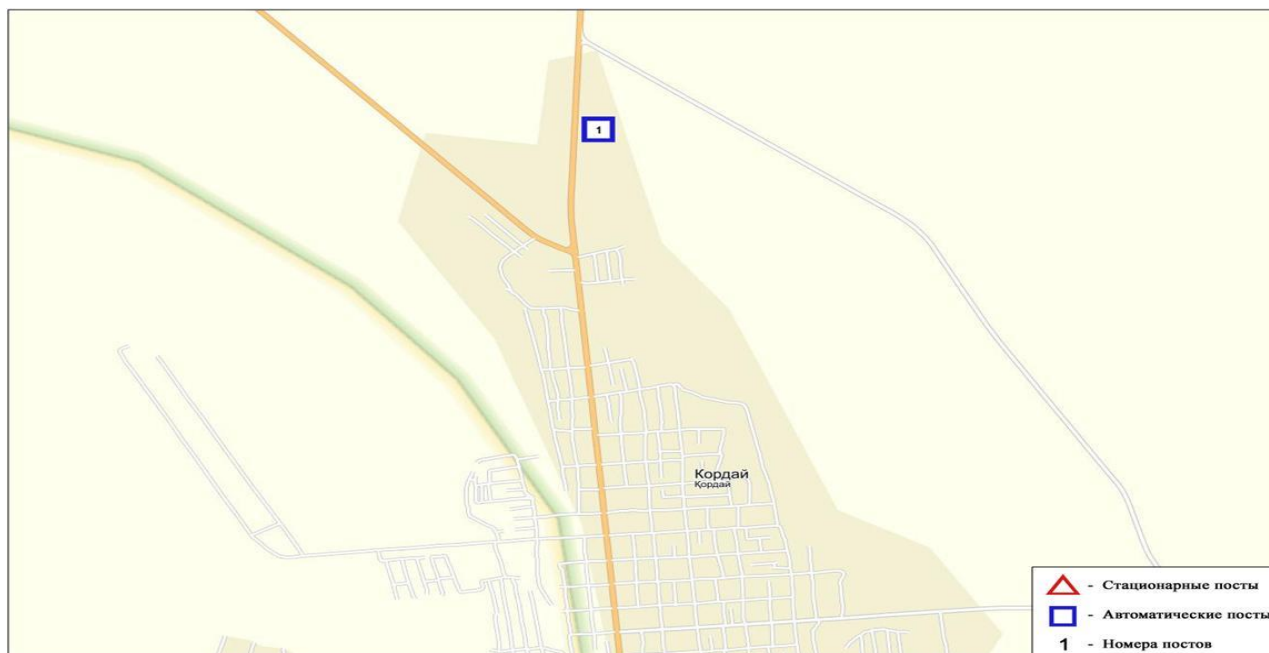 1
Кордай
Қордай
- Стационарные посты
- Автоматические посты
1 - Номера постов